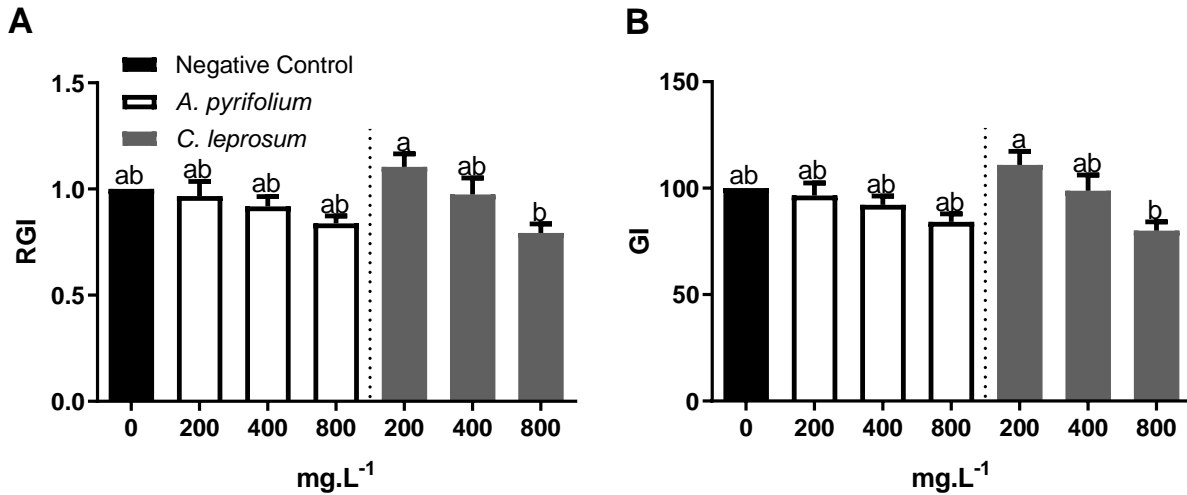 A
Negative Control
A. pyrifolium
C. leprosum
1.5
1.0
0.5
0.0
RGI
ab
ab
ab
ab
a
ab
b
0 200 400 800 200 400 800
mg.L⁻¹
B
150
100
50
0
GI
ab
ab
ab
ab
a
ab
b
0 200 400 800 200 400 800
mg.L⁻¹